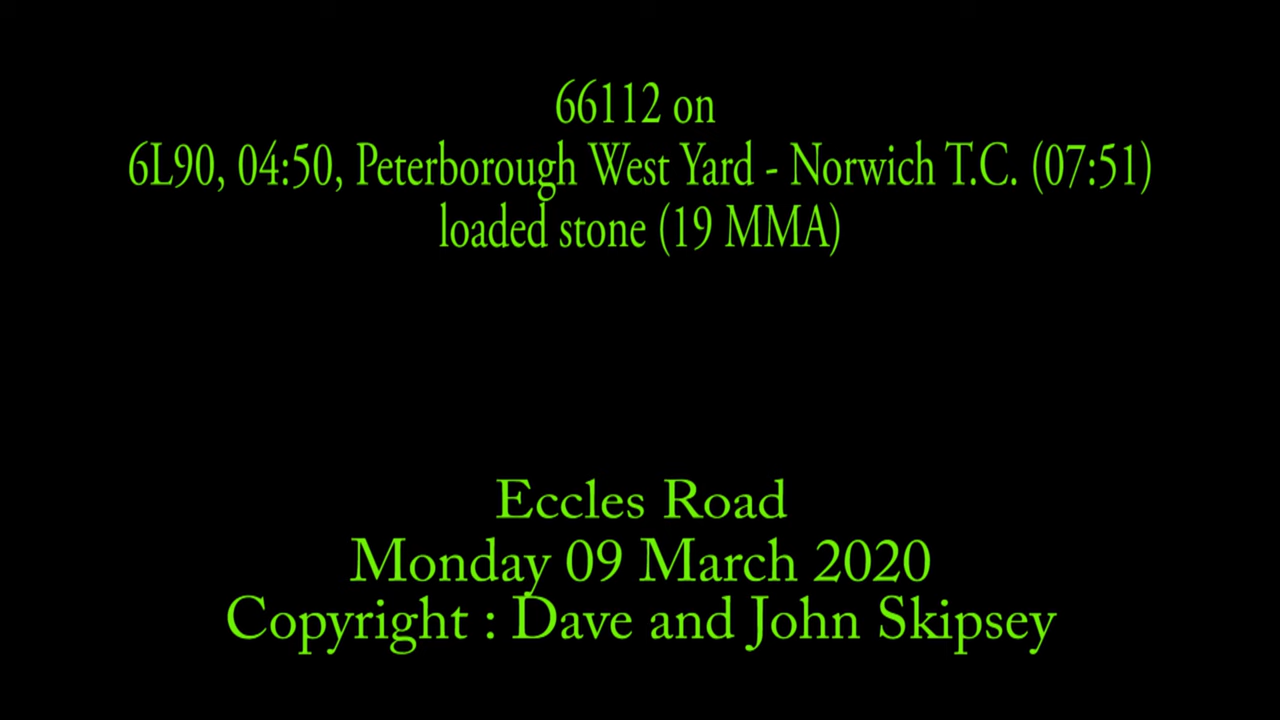 66112 on
6L90, 04:50, Peterborough West Yard - Norwich T.C. (07:51)
loaded stone (19 MMA)
Eccles Road
Monday 09 March 2020
Copyright : Dave and John Skipsey